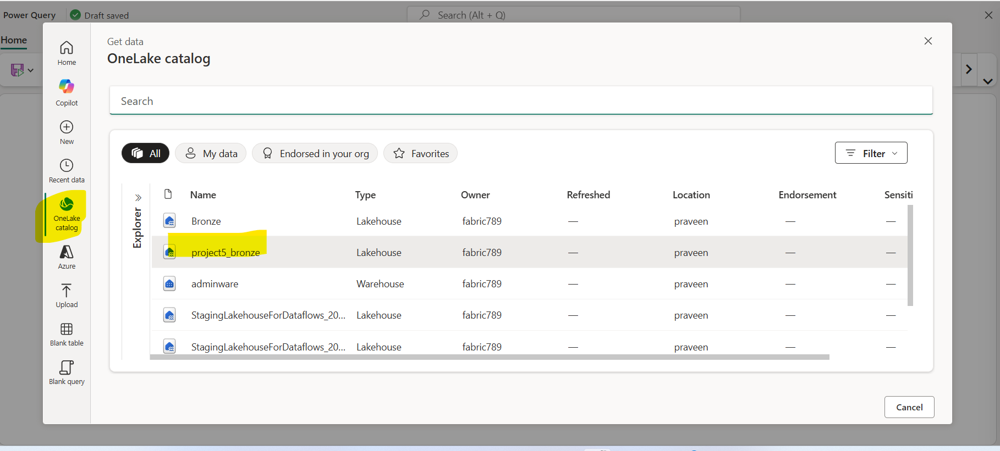 Power Query
Draft saved
Search (Alt + Q)
Home
Home
Copilot
New
Recent data
OneLake
catalog
Azure
Upload
Blank table
Blank query
Get data
OneLake catalog
Search
All
My data
Endorsed in your org
Favorites
Filter
Explorer
Name Type Owner Refreshed Location Endorsement Sensiti
Bronze Lakehouse fabric789 — praveen — —
project5_bronze Lakehouse fabric789 — praveen — —
adminware Warehouse fabric789 — praveen — —
StagingLakehouseForDataflows_20... Lakehouse fabric789 — praveen — —
StagingLakehouseForDataflows_20... Lakehouse fabric789 — praveen — —
Cancel